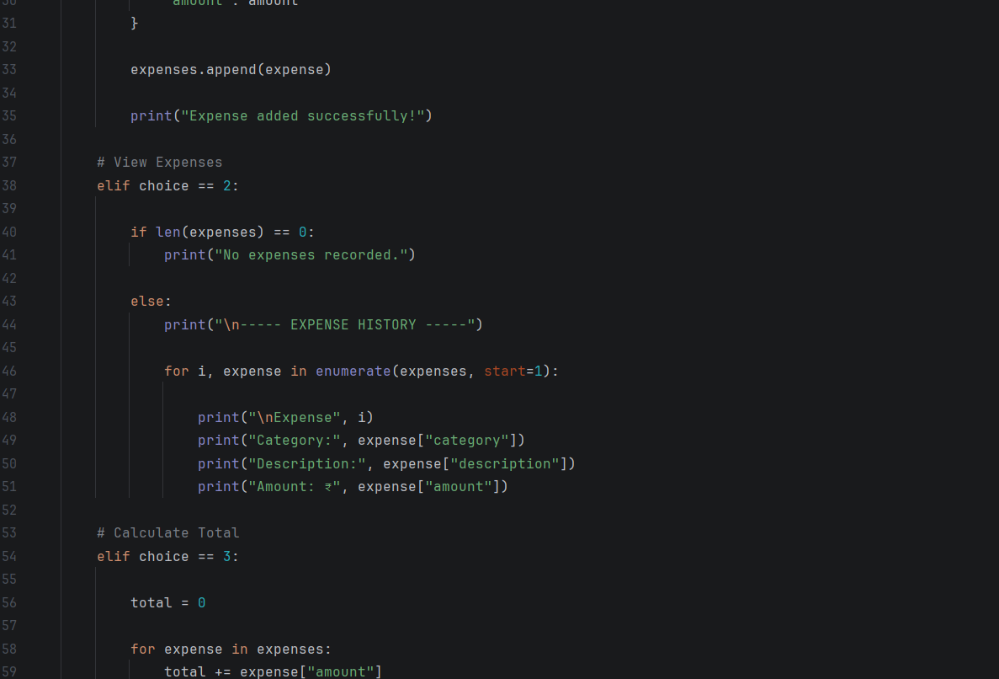 30 "amount": amount
31 }
32
33 expenses.append(expense)
34
35 print("Expense added successfully!")
36
37 # View Expenses
38 elif choice == 2:
39
40 if len(expenses) == 0:
41 print("No expenses recorded.")
42
43 else:
44 print("\n----- EXPENSE HISTORY -----")
45
46 for i, expense in enumerate(expenses, start=1):
47
48 print("\nExpense", i)
49 print("Category:", expense["category"])
50 print("Description:", expense["description"])
51 print("Amount: ₹", expense["amount"])
52
53 # Calculate Total
54 elif choice == 3:
55
56 total = 0
57
58 for expense in expenses:
59 total += expense["amount"]